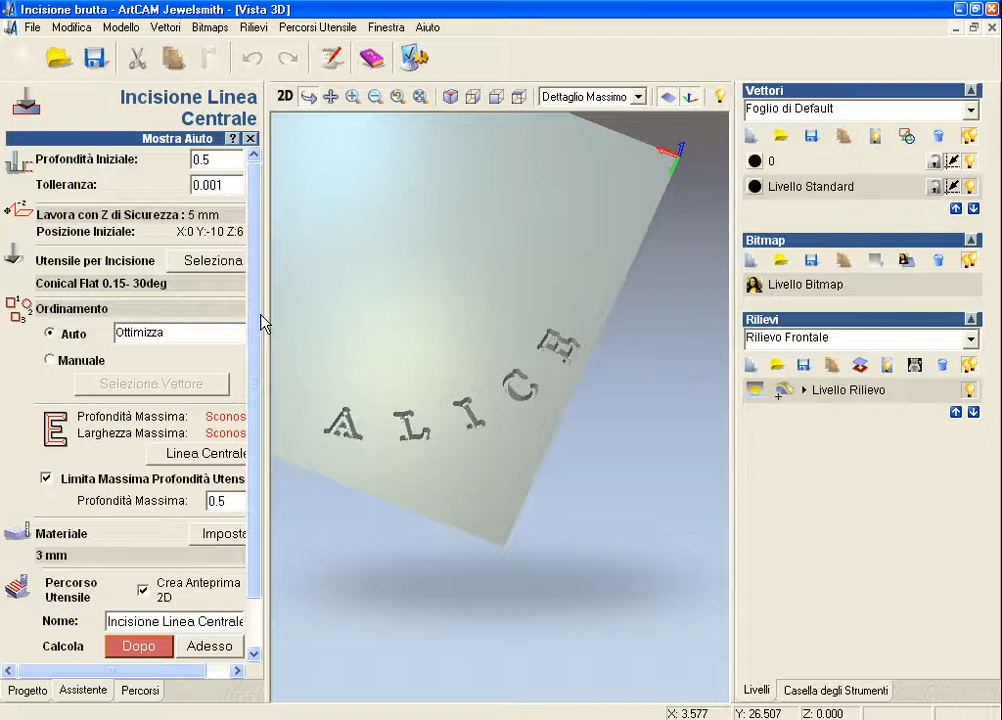 Incisione brutta - ArtCAM Jewelsmith - [Vista 3D]
File Modifica Modello Vettori Bitmaps Rilievi Percorsi Utensile Finestra Aiuto
2D Dettaglio Massimo
Incisione Linea
Centrale
Mostra Aiuto ?
Profondità Iniziale: 0.5
Tolleranza: 0.001
Lavora con Z di Sicurezza : 5 mm
Posizione Iniziale: X:0 Y:-10 Z:6
Utensile per Incisione Seleziona
Conical Flat 0.15- 30deg
Ordinamento
Auto Ottimizza
Manuale
Seleziona Vettore
Profondità Massima: Sconos
Larghezza Massima: Sconos
Linea Centrale
Limita Massima Profondità Utens
Profondità Massima: 0.5
Materiale Imposta
3 mm
Percorso
Utensile
Crea Anteprima
2D
Nome: Incisione Linea Centrale
Calcola Dopo Adesso
Progetto Assistente Percorsi
A L I C E
Vettori
Foglio di Default
0
Livello Standard
Bitmap
Livello Bitmap
Rilievi
Rilievo Frontale
Livello Rilievo
Livelli Casella degli Strumenti
X: 3.577 Y: 26.507 Z: 0.000